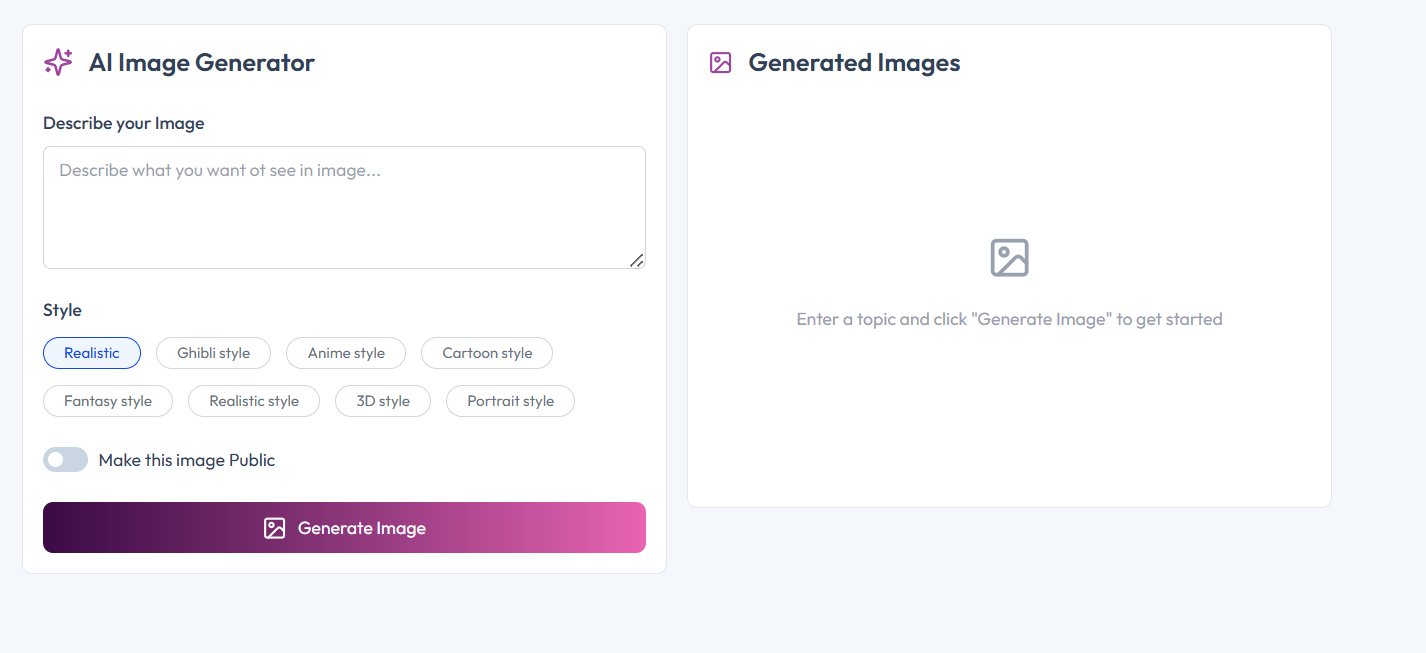 AI Image Generator
Describe your Image
Describe what you want ot see in image...
Style
Realistic
Ghibli style
Anime style
Cartoon style
Fantasy style
Realistic style
3D style
Portrait style
Make this image Public
Generate Image
Generated Images
Enter a topic and click "Generate Image" to get started